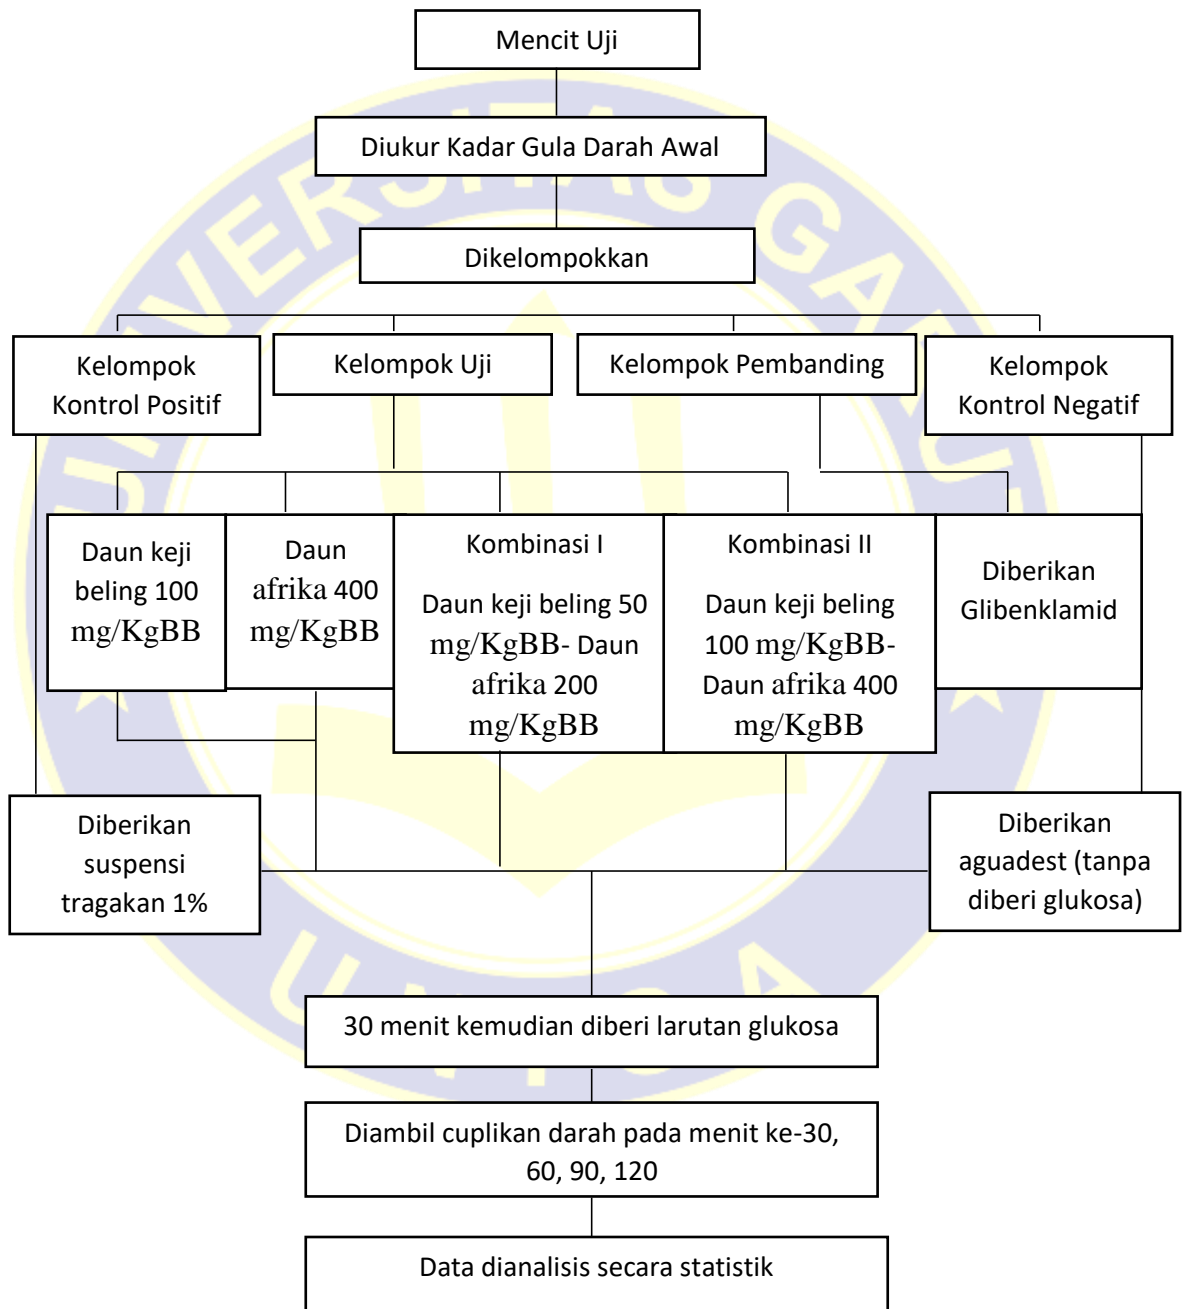 Mencit Uji
Diukur Kadar Gula Darah Awal
Dikelompokkan
Kelompok
Kontrol Positif
Kelompok Uji
Kelompok Pembanding
Kelompok
Kontrol Negatif
Daun keji
beling 100
mg/KgBB
Daun
afrika 400
mg/KgBB
Kombinasi I
Daun keji beling 50
mg/KgBB- Daun
afrika 200
mg/KgBB
Kombinasi II
Daun keji beling
100 mg/KgBB-
Daun afrika 400
mg/KgBB
Diberikan
Glibenklamid
Diberikan
suspensi
tragakan 1%
Diberikan
aguadest (tanpa
diberi glukosa)
30 menit kemudian diberi larutan glukosa
Diambil cuplikan darah pada menit ke-30,
60, 90, 120
Data dianalisis secara statistik
UNIVERSITAS GARUT